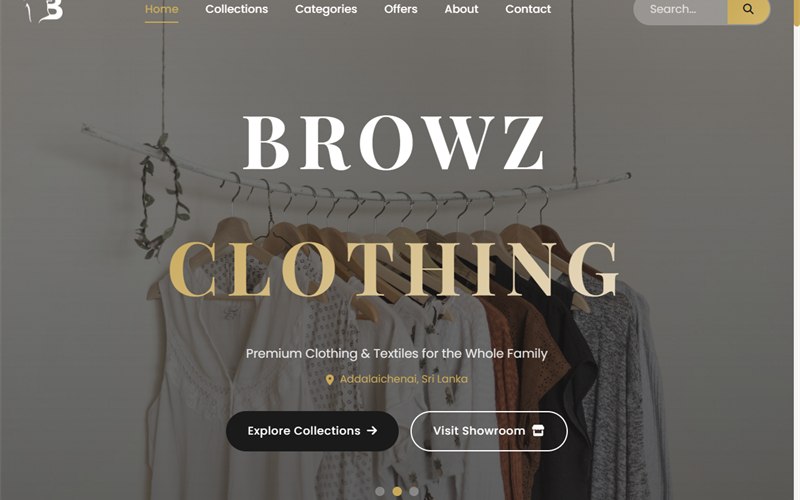 B
Home Collections Categories Offers About Contact Search...
BROWZ
CLOTHING
Premium Clothing & Textiles for the Whole Family
Addalaichenai, Sri Lanka
Explore Collections
Visit Showroom